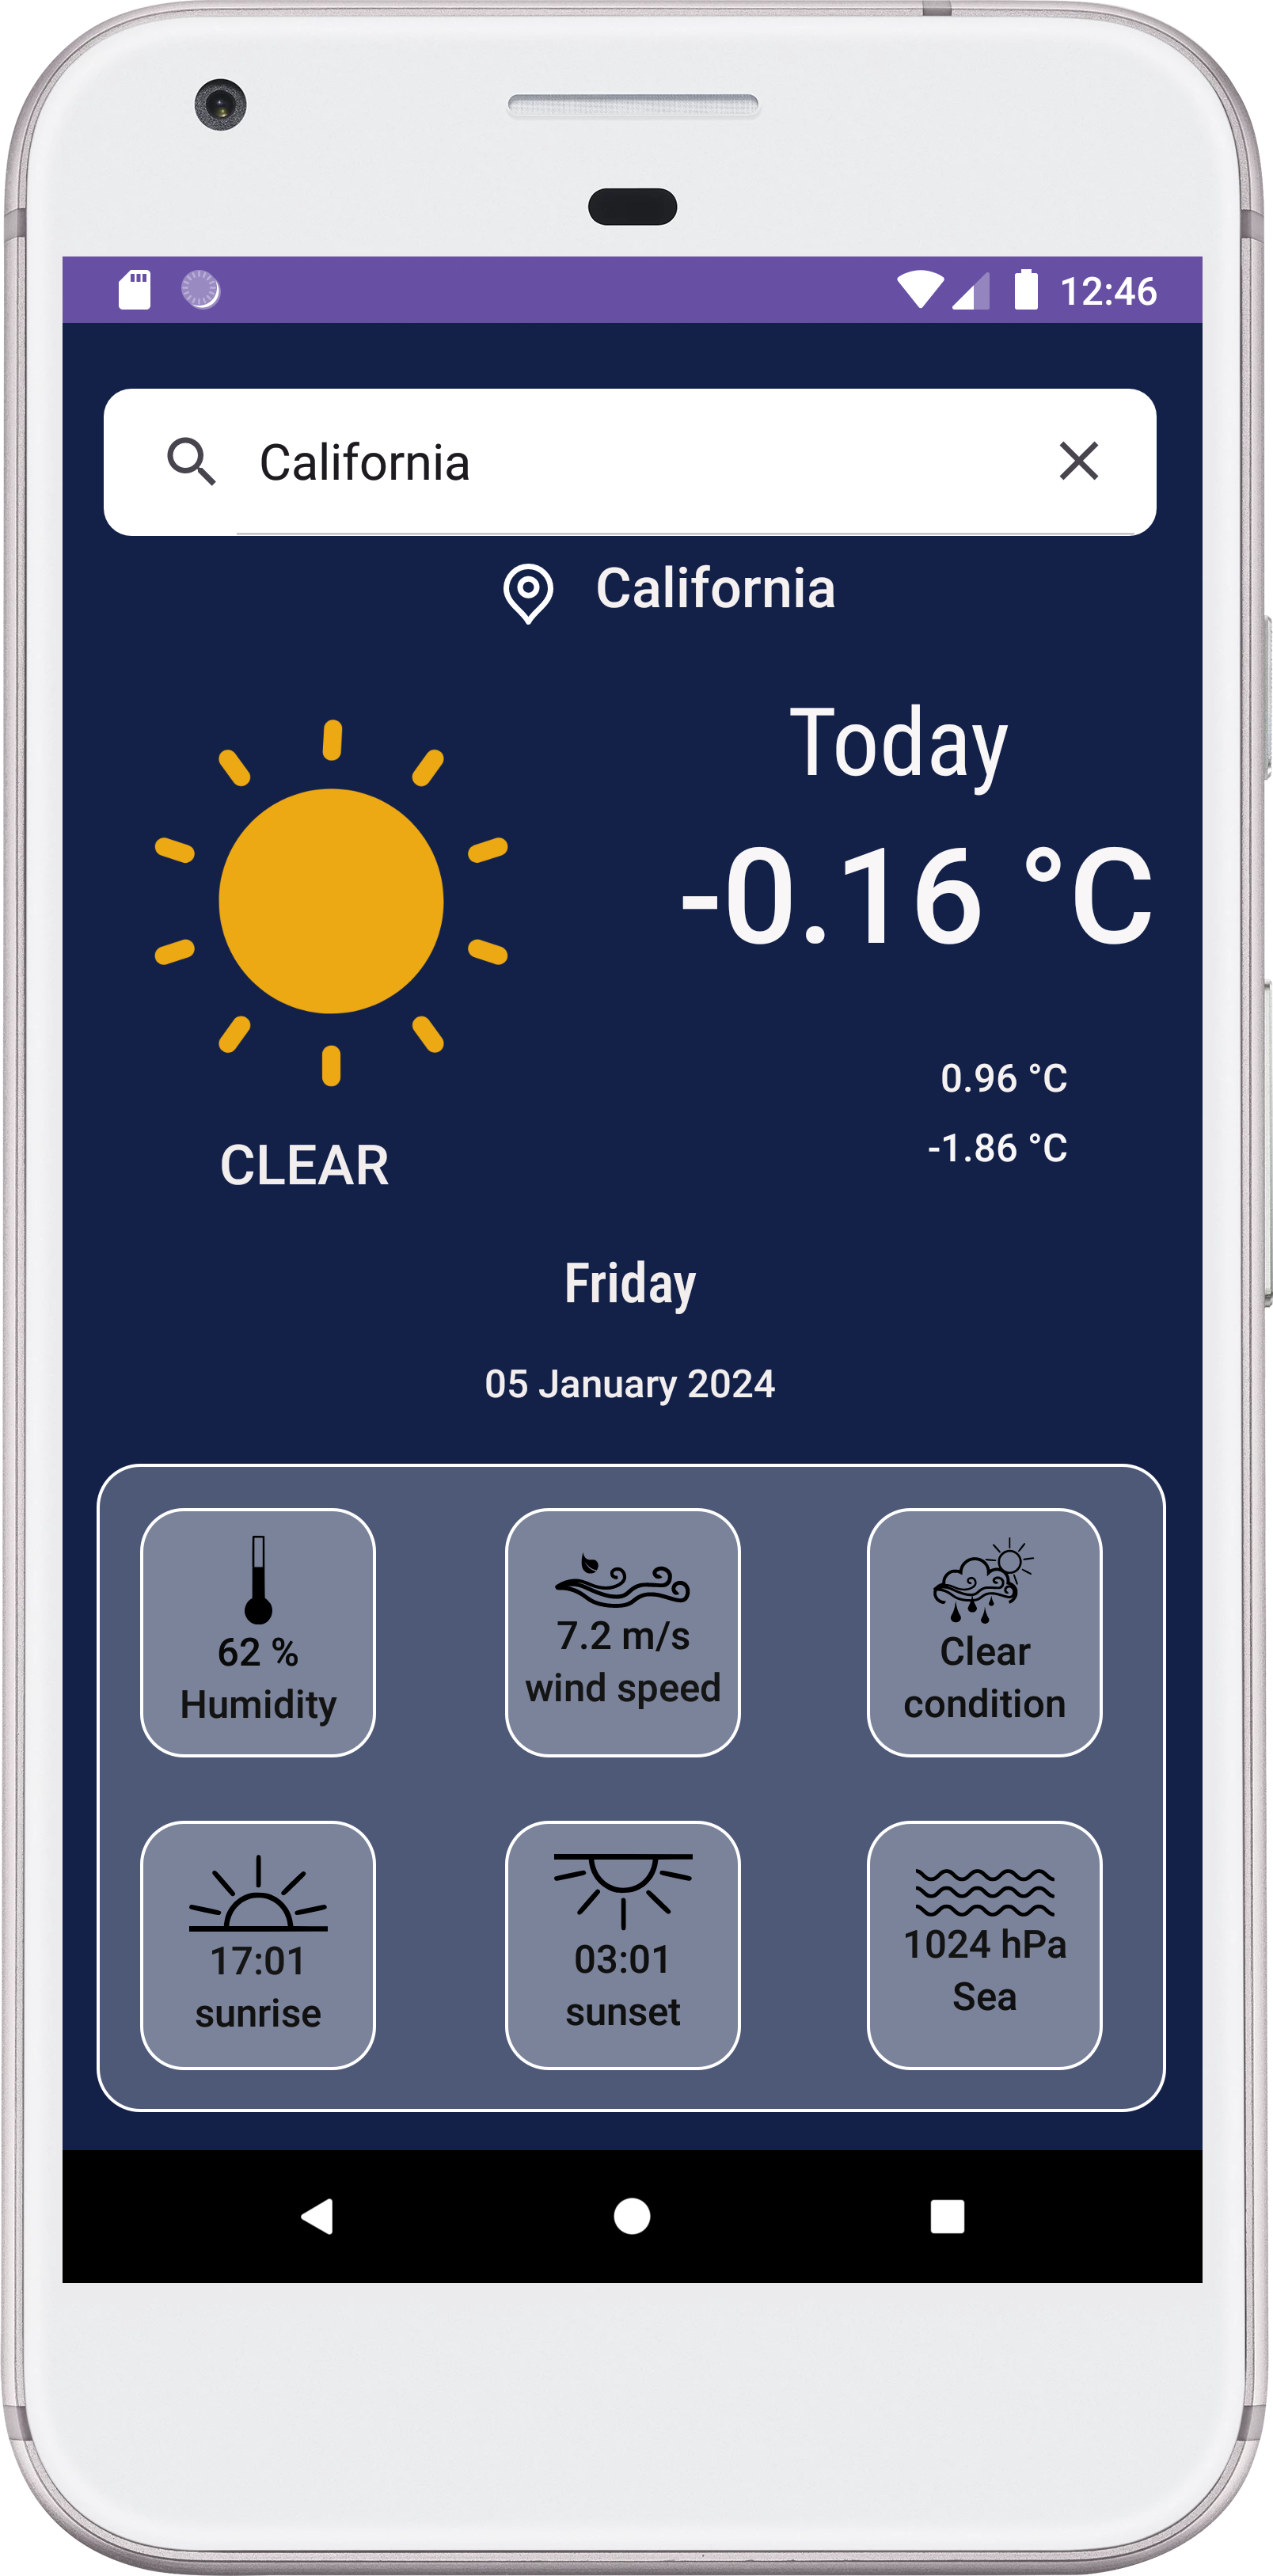 12:46
California
California
Today
-0.16 °C
0.96 °C
-1.86 °C
CLEAR
Friday
05 January 2024
62 %
Humidity
7.2 m/s
wind speed
Clear
condition
17:01
sunrise
03:01
sunset
1024 hPa
Sea